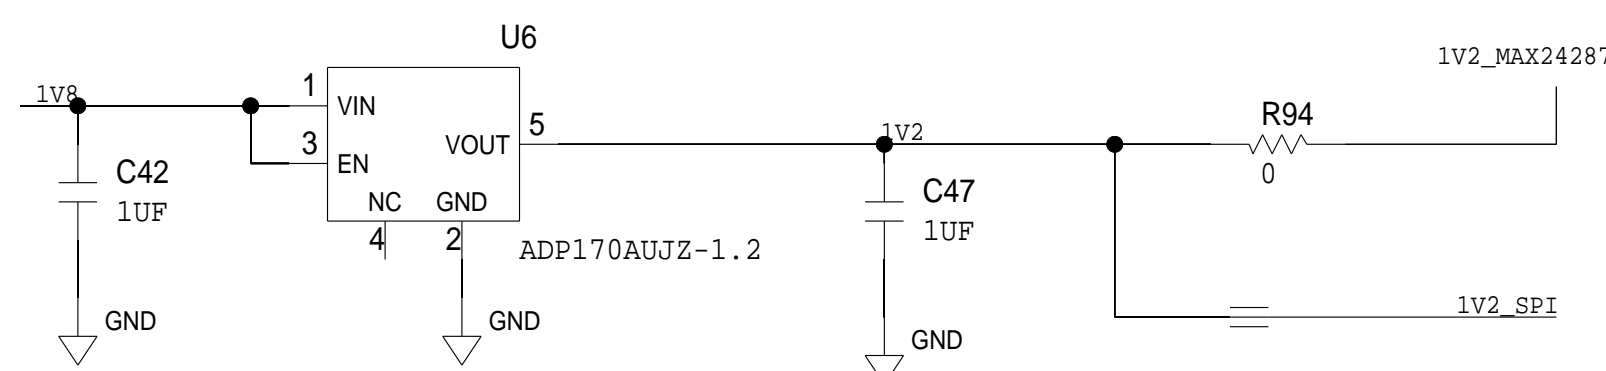 U6
1V2_MAX24287
1V8
1
VIN
R94
3
EN
VOUT
5
1V2
0
C42
1UF
NC
GND
4
2
C47
1UF
ADP170AUJZ-1.2
1V2_SPI
GND
GND
GND